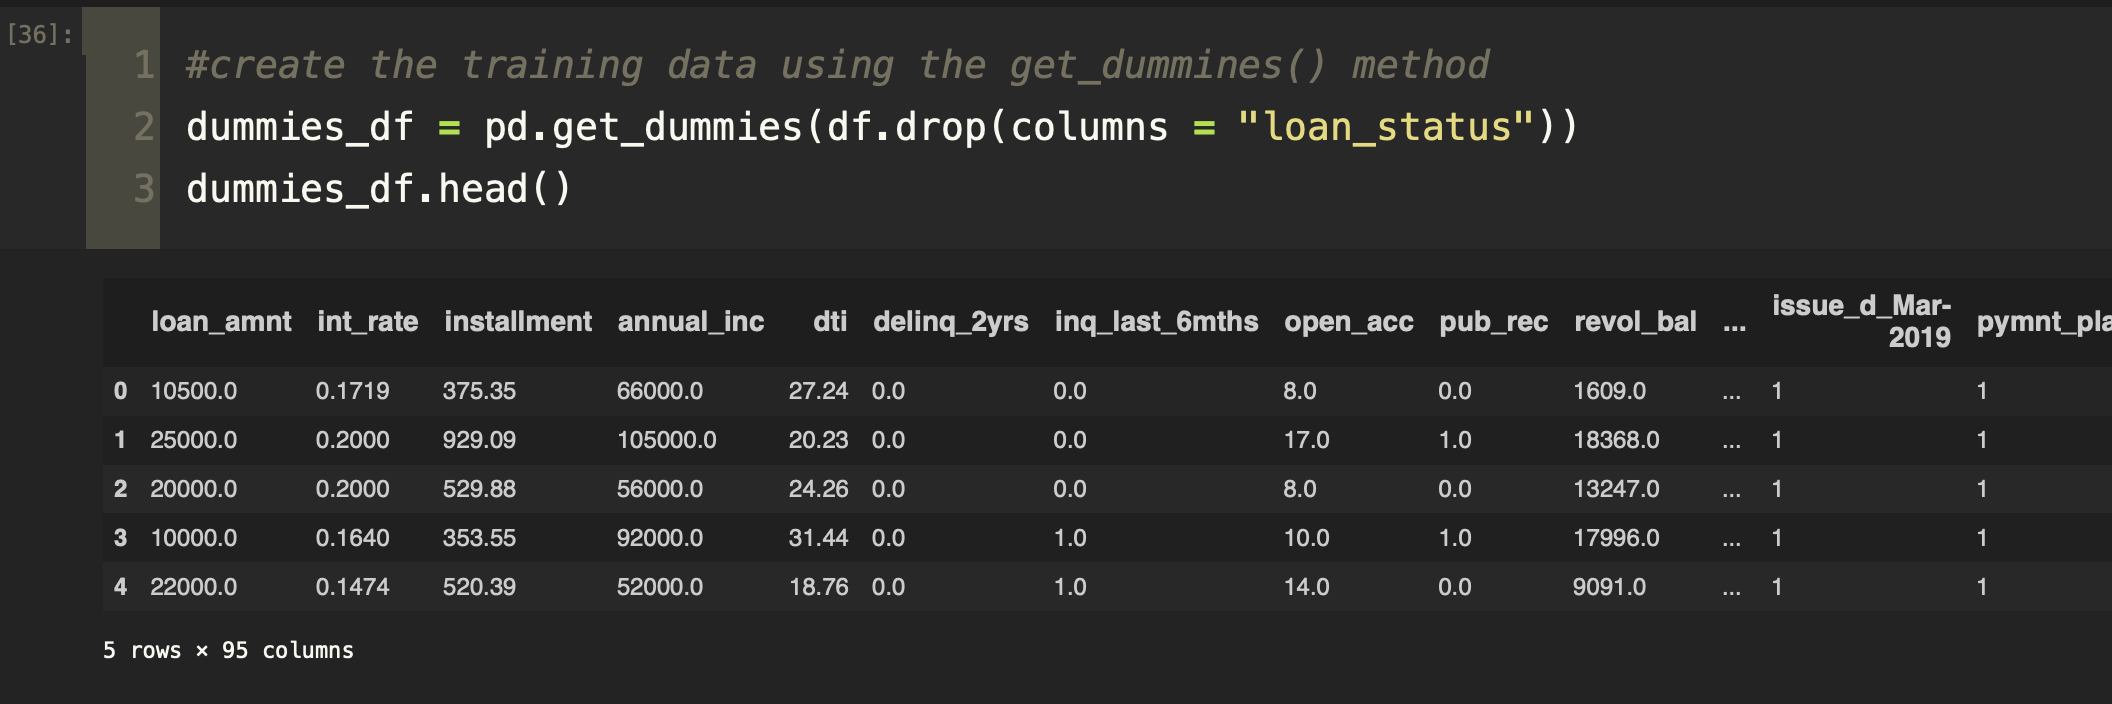 [36]:
1 #create the training data using the get_dummines() method
2 dummies_df = pd.get_dummies(df.drop(columns = "loan_status"))
3 dummies_df.head()
loan_amnt int_rate installment annual_inc dti delinq_2yrs inq_last_6mths open_acc pub_rec revol_bal ... issue_d_Mar-2019 pymnt_pla
0 10500.0 0.1719 375.35 66000.0 27.24 0.0 0.0 8.0 0.0 1609.0 ... 1 1
1 25000.0 0.2000 929.09 105000.0 20.23 0.0 0.0 17.0 1.0 18368.0 ... 1 1
2 20000.0 0.2000 529.88 56000.0 24.26 0.0 0.0 8.0 0.0 13247.0 ... 1 1
3 10000.0 0.1640 353.55 92000.0 31.44 0.0 1.0 10.0 1.0 17996.0 ... 1 1
4 22000.0 0.1474 520.39 52000.0 18.76 0.0 1.0 14.0 0.0 9091.0 ... 1 1
5 rows × 95 columns